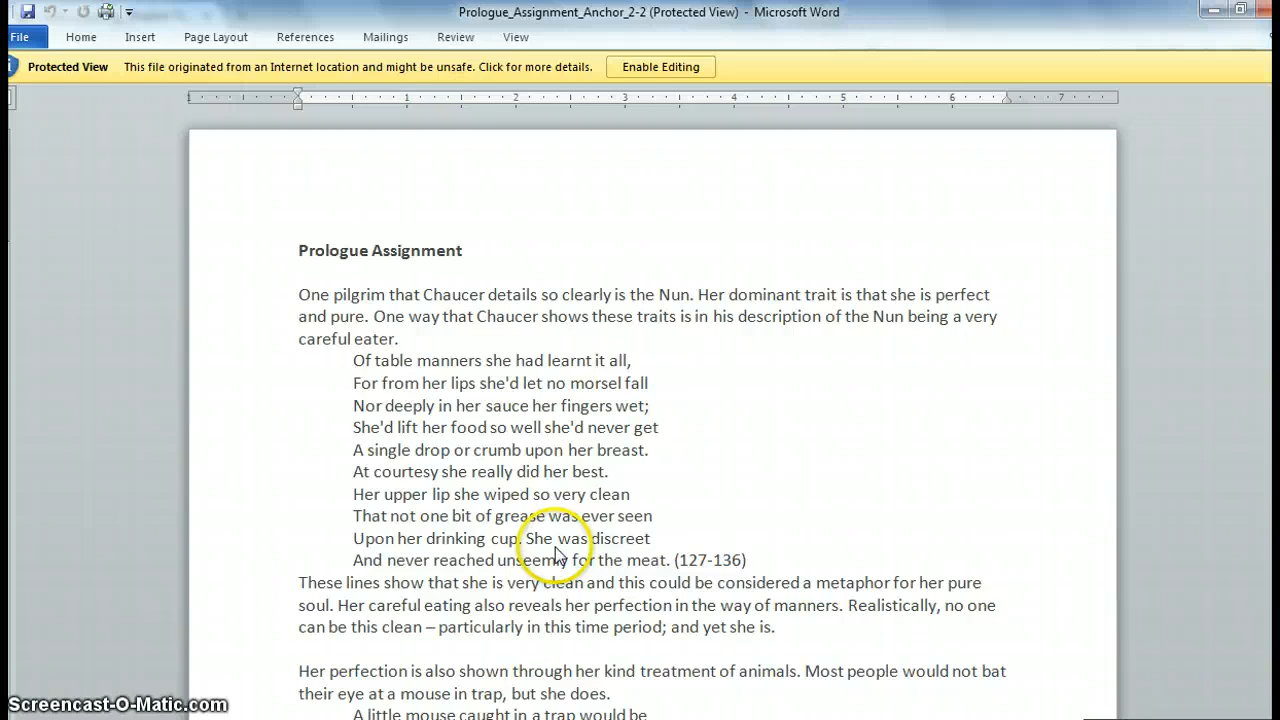 Prologue_Assignment_Anchor_2-2 (Protected View) - Microsoft Word
File Home Insert Page Layout References Mailings Review View
Protected View This file originated from an Internet location and might be unsafe. Click for more details. Enable Editing
1 1 2 3 4 5 6 7
Prologue Assignment
One pilgrim that Chaucer details so clearly is the Nun. Her dominant trait is that she is perfect
and pure. One way that Chaucer shows these traits is in his description of the Nun being a very
careful eater.
Of table manners she had learnt it all,
For from her lips she'd let no morsel fall
Nor deeply in her sauce her fingers wet;
She'd lift her food so well she'd never get
A single drop or crumb upon her breast.
At courtesy she really did her best.
Her upper lip she wiped so very clean
That not one bit of grease was ever seen
Upon her drinking cup. She was discreet
And never reached unseemly for the meat. (127-136)
These lines show that she is very clean and this could be considered a metaphor for her pure
soul. Her careful eating also reveals her perfection in the way of manners. Realistically, no one
can be this clean – particularly in this time period; and yet she is.
Her perfection is also shown through her kind treatment of animals. Most people would not bat
their eye at a mouse in trap, but she does.
A little mouse caught in a trap would be
Screencast-O-Matic.com